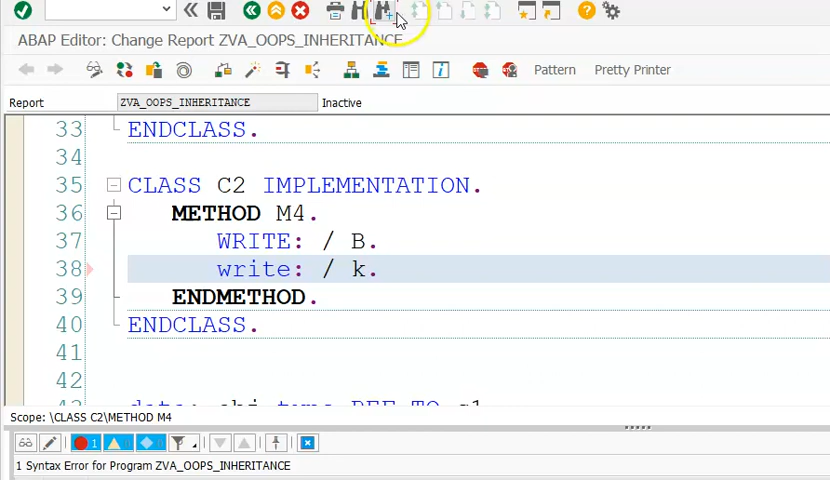 ABAP Editor: Change Report ZVA_OOPS_INHERITANCE
Pattern Pretty Printer
Report ZVA_OOPS_INHERITANCE Inactive
33 ENDCLASS.
34
35 CLASS C2 IMPLEMENTATION.
36 METHOD M4.
37 WRITE: / B.
38 write: / k.
39 ENDMETHOD.
40 ENDCLASS.
41
42
Scope: \CLASS C2\METHOD M4
1
1 Syntax Error for Program ZVA_OOPS_INHERITANCE